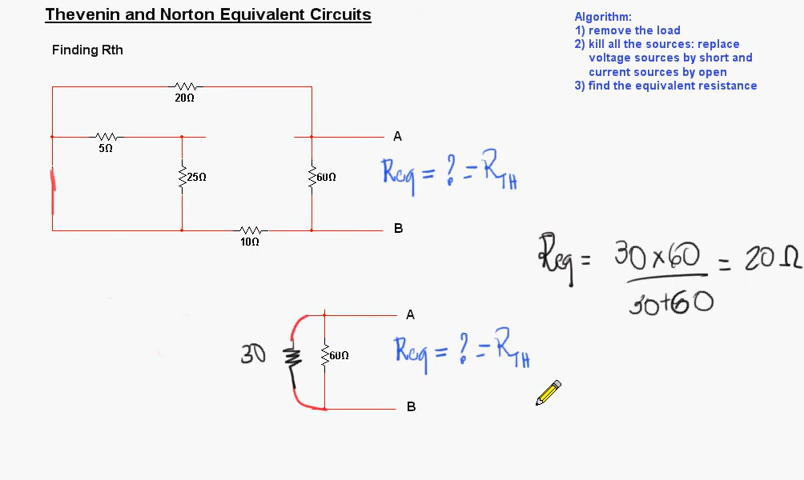 Thevenin and Norton Equivalent Circuits
Algorithm:
1) remove the load
2) kill all the sources: replace
voltage sources by short and
current sources by open
3) find the equivalent resistance
Finding Rth
20Ω
A
5Ω
25Ω
60Ω
Req = ? = RTH
B
10Ω
Req = 30×60 / 30+60 = 20Ω
A
30
60Ω
Req = ? = RTH
B